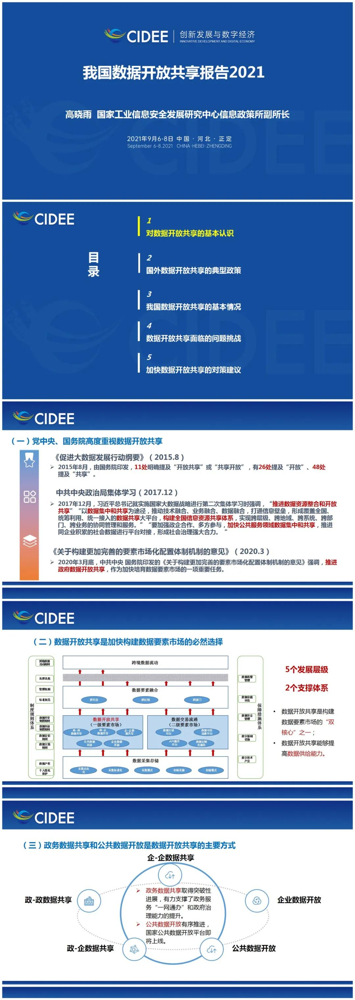 CIDEE
创新发展与数字经济
INNOVATIVE DEVELOPMENT AND DIGITAL ECONOMY
我国数据开放共享报告2021
高晓雨 国家工业信息安全发展研究中心信息政策所副所长
2021年9月6-8日 中国·河北·正定
September 6-8.2021 CHINA·HEBEI·ZHENGDING
CIDEE
目录
1
对数据开放共享的基本认识
2
国外数据开放共享的典型政策
3
我国数据开放共享的基本情况
4
数据开放共享面临的问题挑战
5
加快数据开放共享的对策建议
CIDEE
（一）党中央、国务院高度重视数据开放共享
《促进大数据发展行动纲要》（2015.8）
2015年8月，由国务院印发，11处明确提及“开放共享”或“共享开放”，有26处提及“开放”、48处
提及“共享”。
中共中央政治局集体学习（2017.12）
2017年12月，习近平总书记就实施国家大数据战略进行第二次集体学习时强调，“推进数据资源整合和开放
共享”“以数据集中和共享为途径，推动技术融合、业务融合、数据融合，打通信息壁垒，形成覆盖全国、
统筹利用、统一接入的数据共享大平台，构建全国信息资源共享体系，实现跨层级、跨地域、跨系统、跨部
门、跨业务的协同管理和服务。”“要加强政企合作、多方参与，加快公共服务领域数据集中和共享，推进
同企业积累的社会数据进行平台对接，形成社会治理强大合力。“
《关于构建更加完善的要素市场化配置体制机制的意见》（2020.3）
2020年3月底，中共中央 国务院印发的《关于构建更加完善的要素市场化配置体制机制的意见》强调，推进
政府数据开放共享，作为加快培育数据要素市场的一项重要任务。
CIDEE
（二）数据开放共享是加快构建数据要素市场的必然选择
制度规则体系
跨境数据
流动规则
法律法规
管理机制
标准规范
数据共享
制度规则
数据开放
制度规则
数据定价
规则
数据交易
规则
数据产权
个人隐私
保护
跨境数据流动
数据要素融合
跨行业
跨区域
跨部门
数据开放共享
（一级要素市场）
政-政
数据共享
政-企
数据共享
企-企数
据共享
公共数据
开放
企业数据
开放
数据交易流通
（二级要素市场）
数据交易
平台
数据可信
流通平台
API服务
平台
数据定制
化服务
数据采集存储
采集合法
化
采集标准化
采集模式
存储设施
存储模式
数据质量
管理
数据价值
评估
数据安全
管理
数字基础
设施
数字技术
产业
保障措施体系
5个发展层级
2个支撑体系
• 数据开放共享是构建
数据要素市场的“双
核心”之一；
• 数据开放共享能够提
高数据供给能力。
CIDEE
（三）政务数据共享和公共数据开放是数据开放共享的主要方式
企-企数据共享
政-政数据共享
企业数据开放
政务数据共享取得突破性
进展，有力支撑了政务服
务“一网通办”和政府治
理能力的提升。
公共数据开放有序推进，
国家公共数据开放平台即
将上线。
政-企数据共享
公共数据开放